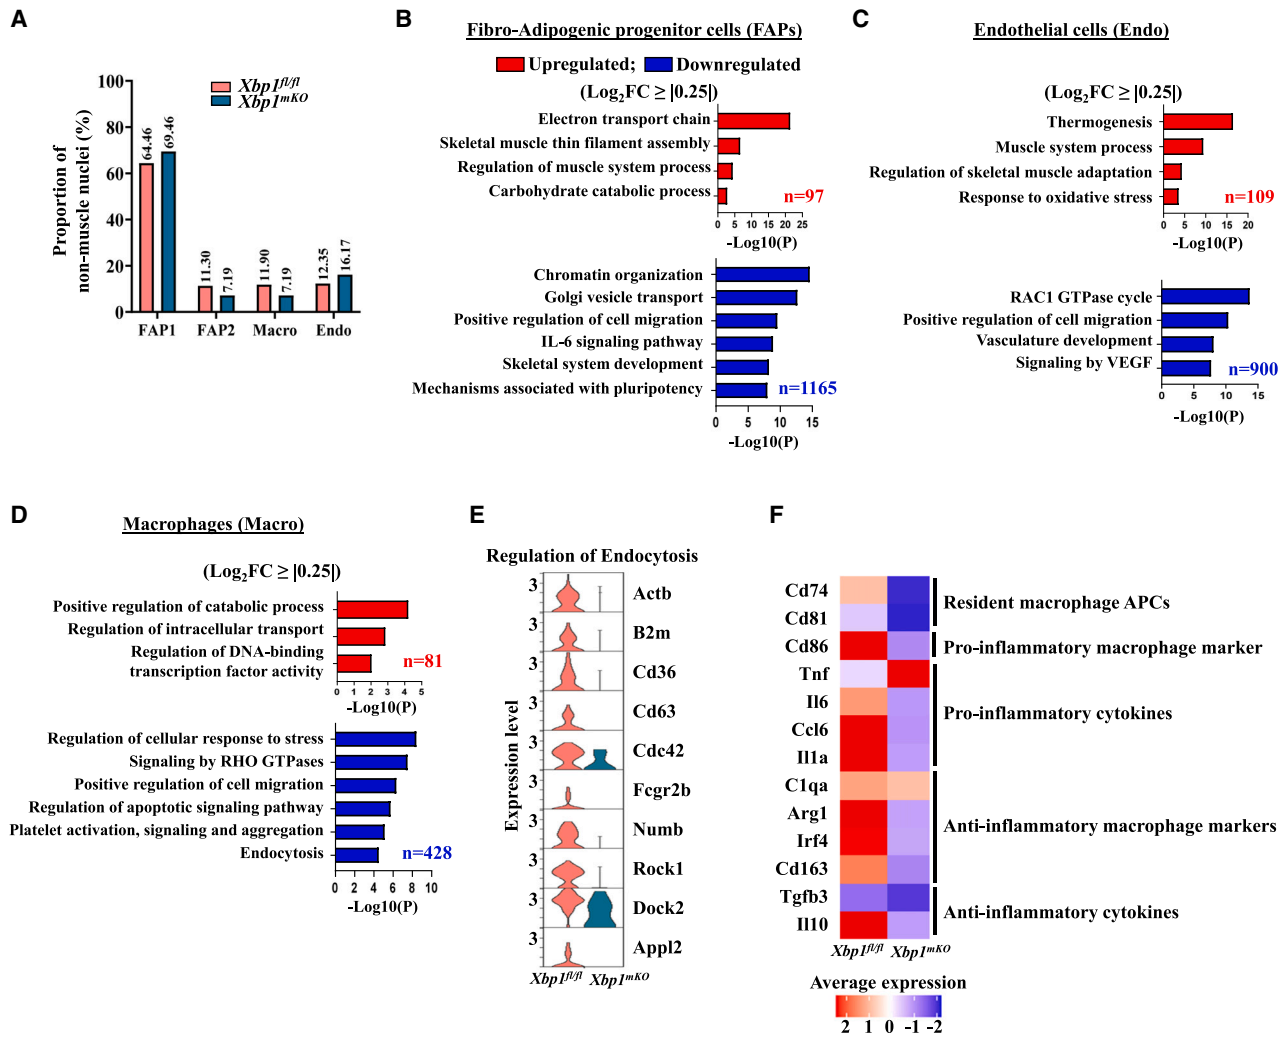 A
Xbp1fl/fl
Xbp1mKO
Proportion of
non-muscle nuclei (%)
100
80
60
40
20
0
64.46
69.46
11.30
7.19
11.90
7.19
12.35
16.17
FAP1 FAP2 Macro Endo
B
Fibro-Adipogenic progenitor cells (FAPs)
Upregulated; Downregulated
(Log2FC ≥ |0.25|)
Electron transport chain
Skeletal muscle thin filament assembly
Regulation of muscle system process
Carbohydrate catabolic process
n=97
0 5 10 15 20 25
-Log10(P)
Chromatin organization
Golgi vesicle transport
Positive regulation of cell migration
IL-6 signaling pathway
Skeletal system development
Mechanisms associated with pluripotency
n=1165
0 5 10 15
-Log10(P)
C
Endothelial cells (Endo)
(Log2FC ≥ |0.25|)
Thermogenesis
Muscle system process
Regulation of skeletal muscle adaptation
Response to oxidative stress
n=109
0 5 10 15 20
-Log10(P)
RAC1 GTPase cycle
Positive regulation of cell migration
Vasculature development
Signaling by VEGF
n=900
0 5 10 15
-Log10(P)
D
Macrophages (Macro)
(Log2FC ≥ |0.25|)
Positive regulation of catabolic process
Regulation of intracellular transport
Regulation of DNA-binding
transcription factor activity
n=81
0 1 2 3 4 5
-Log10(P)
Regulation of cellular response to stress
Signaling by RHO GTPases
Positive regulation of cell migration
Regulation of apoptotic signaling pathway
Platelet activation, signaling and aggregation
Endocytosis
n=428
0 2 4 6 8 10
-Log10(P)
E
Regulation of Endocytosis
Expression level
3 Actb
3 B2m
3 Cd36
3 Cd63
3 Cdc42
3 Fcgr2b
3 Numb
3 Rock1
3 Dock2
3 Appl2
Xbp1fl/fl Xbp1mKO
F
Cd74
Cd81
Cd86
Tnf
Il6
Ccl6
Il1a
C1qa
Arg1
Irf4
Cd163
Tgfb3
Il10
Resident macrophage APCs
Pro-inflammatory macrophage marker
Pro-inflammatory cytokines
Anti-inflammatory macrophage markers
Anti-inflammatory cytokines
Xbp1fl/fl Xbp1mKO
Average expression
2 1 0 -1 -2